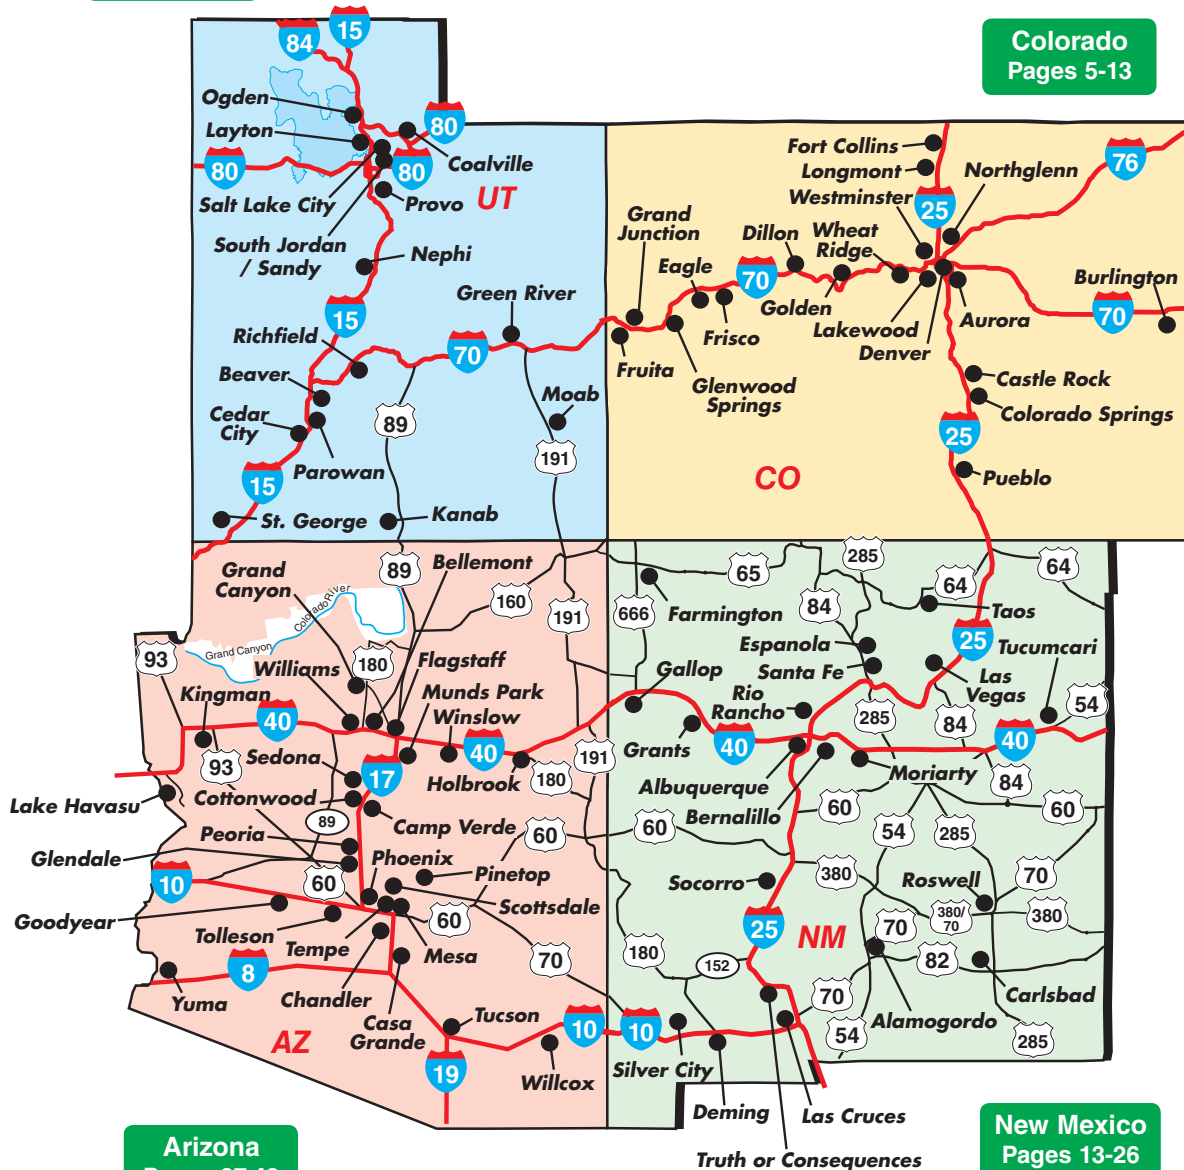 15
84
Colorado
Pages 5-13
Ogden
Layton
80
Coalville
80
80
Salt Lake City
Provo
UT
South Jordan
/ Sandy
Nephi
Fort Collins
Longmont
Westminster
Northglenn
76
25
Grand
Junction
Dillon
Wheat
Ridge
Eagle
70
Golden
Burlington
70
Frisco
Lakewood
Denver
Aurora
Green River
15
Richfield
70
Fruita
Glenwood
Springs
Castle Rock
Colorado Springs
Beaver
Cedar
City
89
Moab
191
25
Parowan
15
CO
Pueblo
St. George
Kanab
Grand
Canyon
89
Bellemont
160
191
666
65
285
84
64
64
Farmington
Taos
Colorado River
Grand Canyon
93
180
Williams
Flagstaff
Espanola
Santa Fe
25
Tucumcari
Kingman
Munds Park
Winslow
Gallop
Rio
Rancho
Las
Vegas
40
54
285
84
40
93
Sedona
17
40
Holbrook
180
191
Grants
40
Albuquerque
Moriarty
84
Lake Havasu
Cottonwood
89
Camp Verde
60
60
Bernalillo
60
54
285
60
Peoria
Glendale
Phoenix
Pinetop
10
60
Scottsdale
Socorro
380
Roswell
70
Goodyear
60
25
NM
380/
70
380
Tolleson
Tempe
Mesa
70
180
152
70
82
8
Yuma
Chandler
Casa
Grande
Tucson
70
Carlsbad
AZ
10
10
54
Alamogordo
285
19
Willcox
Silver City
Deming
Las Cruces
Truth or Consequences
Arizona
New Mexico
Pages 13-26